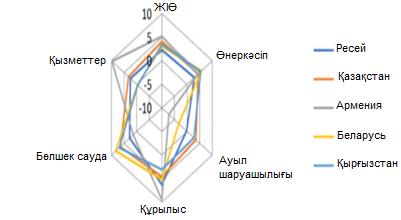 ЖІӨ
10
5
0
-5
-10
Өнеркәсіп
Ауыл
шаруашылығы
Құрылыс
Бөлшек сауда
Қызметтер
Ресей
Қазақстан
Армения
Беларусь
Қырғызстан